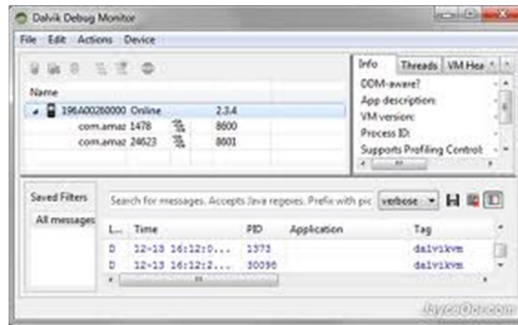 Dalvik Debug Monitor
File Edit Actions Device
Info Threads VM Hea
DDM-aware?
App description:
VM version:
Process ID:
Supports Profiling Control:
Name
196A00260000 Online 2.3.4
com.amaz 1478 8600
com.amaz 24623 8601
Saved Filters
All messages
Search for messages. Accepts Java regexes. Prefix with pic verbose
L... Time PID Application Tag
D 12-13 16:12:0... 1373 dalvikvm
D 12-13 16:12:2... 30096 dalvikvm
JayceOoi.com